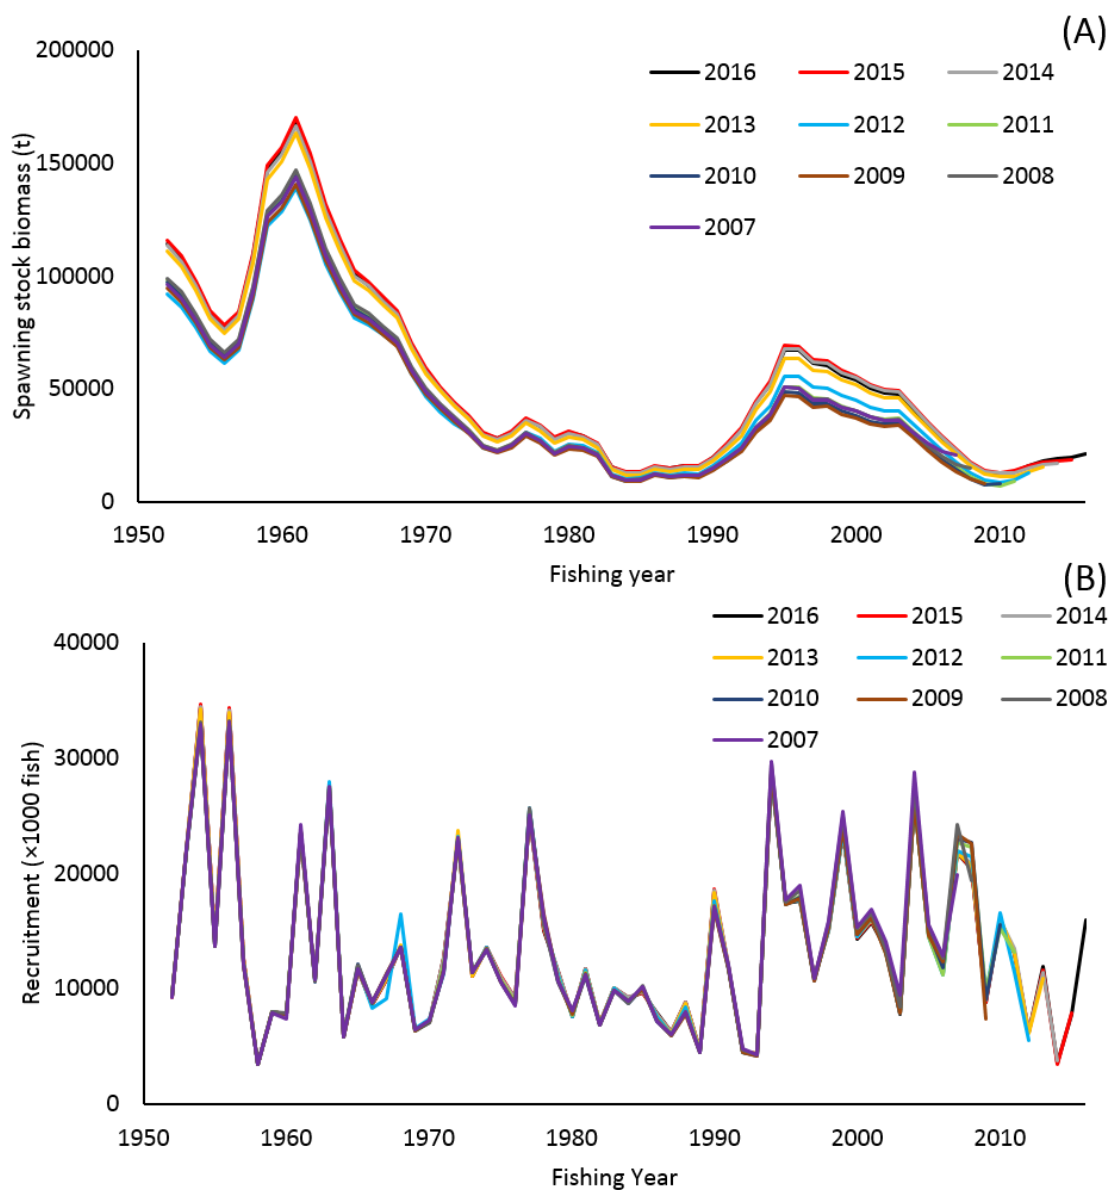 (A)
200000
150000
100000
50000
0
Spawning stock biomass (t)
2016 2015 2014
2013 2012 2011
2010 2009 2008
2007
1950 1960 1970 1980 1990 2000 2010
Fishing year
(B)
40000
30000
20000
10000
0
Recruitment (×1000 fish)
2016 2015 2014
2013 2012 2011
2010 2009 2008
2007
1950 1960 1970 1980 1990 2000 2010
Fishing Year